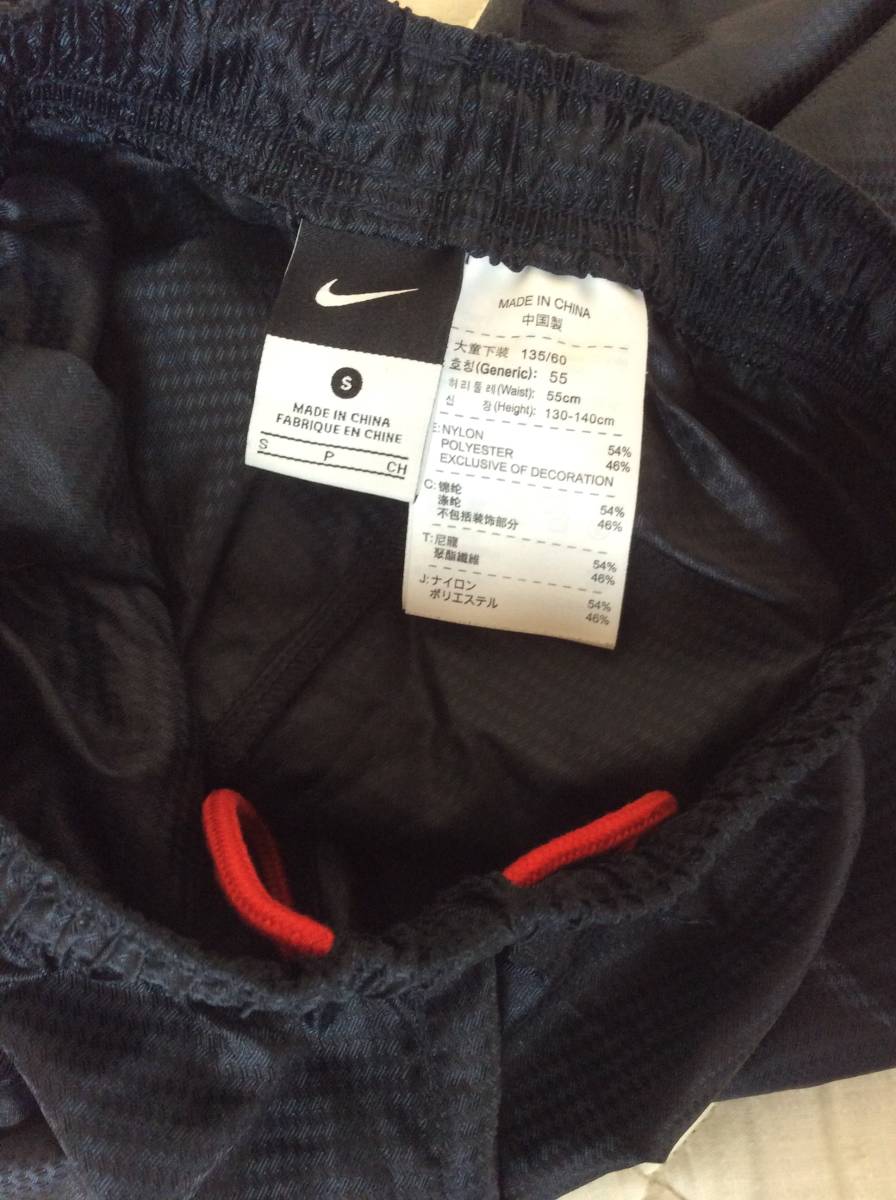 S
MADE IN CHINA
FABRIQUE EN CHINE
S P CH
MADE IN CHINA
中国製
大童下装 135/60
호칭(Generic): 55
허리둘레(Waist): 55cm
신 장(Height): 130-140cm
E:NYLON 54%
POLYESTER 46%
EXCLUSIVE OF DECORATION
C:锦纶 54%
涤纶 46%
不包括装饰部分
T:尼龍 54%
聚酯纖維 46%
J:ナイロン 54%
ポリエステル 46%